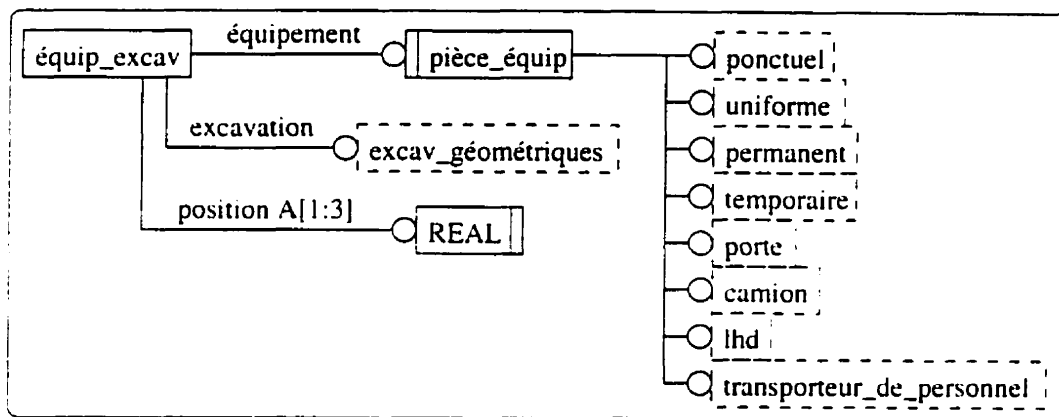 équipement
équip_excav
pièce_équip
ponctuel
uniforme
excavation
excav_géométriques
permanent
temporaire
position A[1:3]
REAL
porte
camion
lhd
transporteur_de_personnel